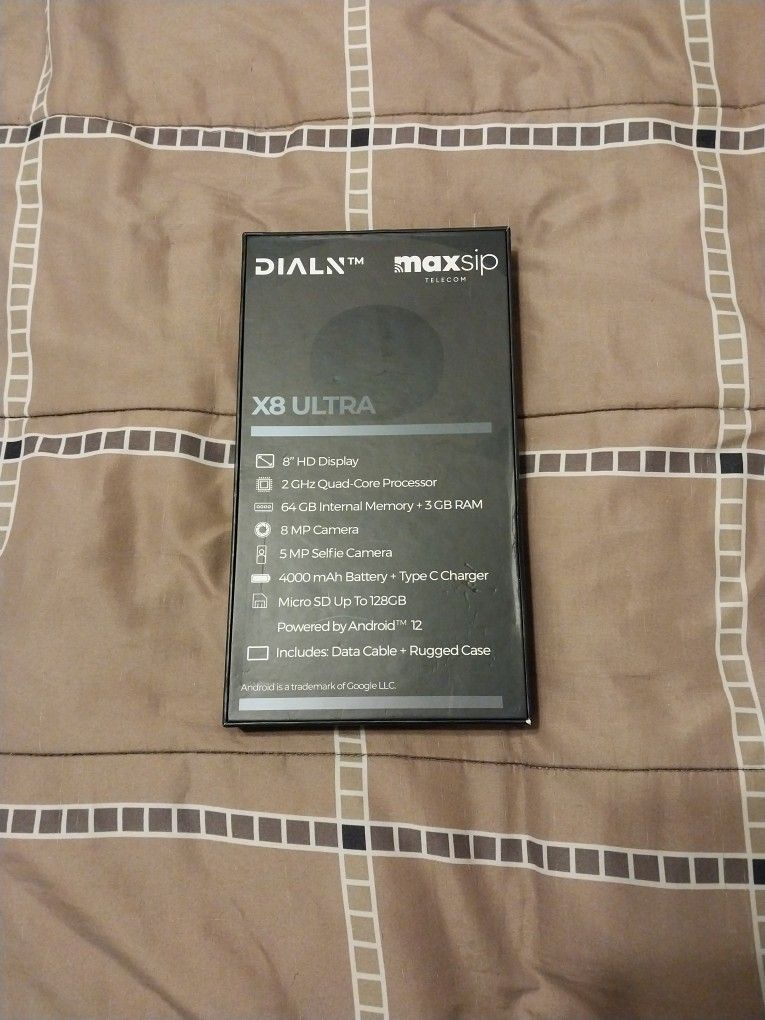 DIALN™ maxsip
TELECOM
X8 ULTRA
8" HD Display
2 GHz Quad-Core Processor
64 GB Internal Memory + 3 GB RAM
8 MP Camera
5 MP Selfie Camera
4000 mAh Battery + Type C Charger
Micro SD Up To 128GB
Powered by Android™ 12
Includes: Data Cable + Rugged Case
Android is a trademark of Google LLC.